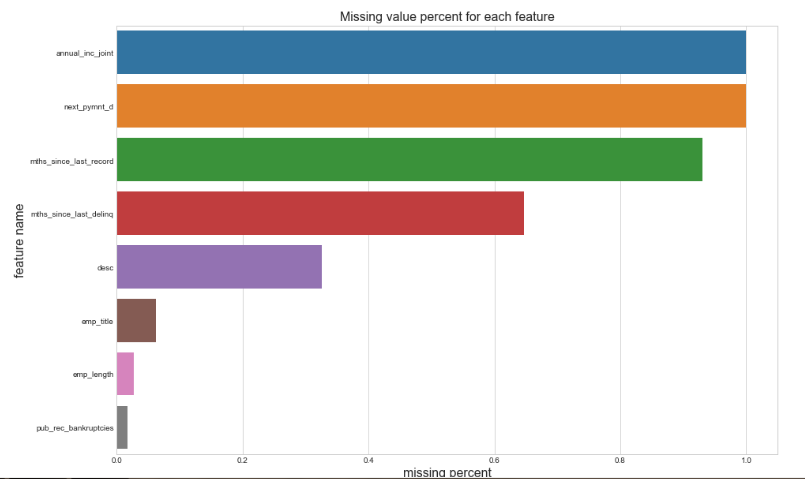 Missing value percent for each feature
annual_inc_joint
next_pymnt_d
mths_since_last_record
mths_since_last_delinq
desc
emp_title
emp_length
pub_rec_bankruptcies
feature name
0.0 0.2 0.4 0.6 0.8 1.0
missing percent